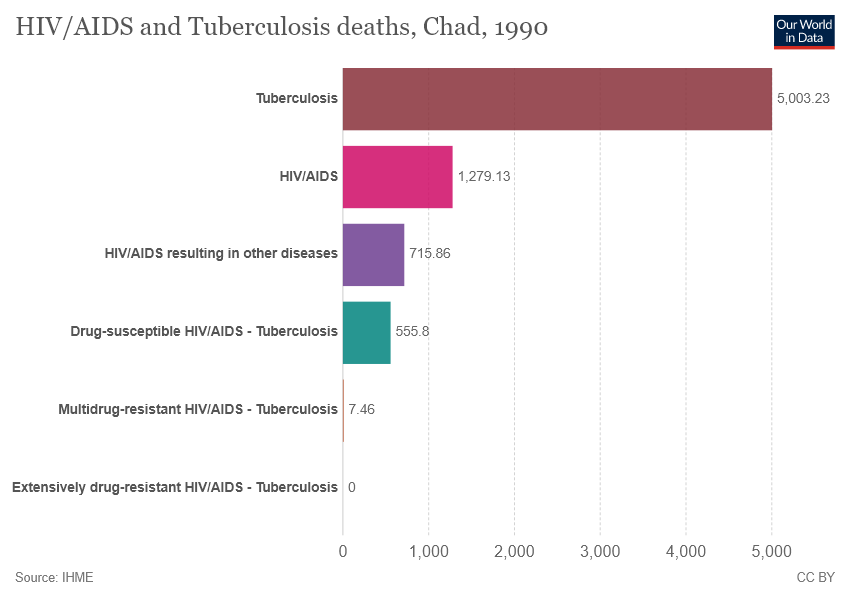 HIV/AIDS and Tuberculosis deaths, Chad, 1990
Our World
in Data
Tuberculosis 5,003.23
HIV/AIDS 1,279.13
HIV/AIDS resulting in other diseases 715.86
Drug-susceptible HIV/AIDS - Tuberculosis 555.8
Multidrug-resistant HIV/AIDS - Tuberculosis 7.46
Extensively drug-resistant HIV/AIDS - Tuberculosis 0
0 1,000 2,000 3,000 4,000 5,000
Source: IHME CC BY